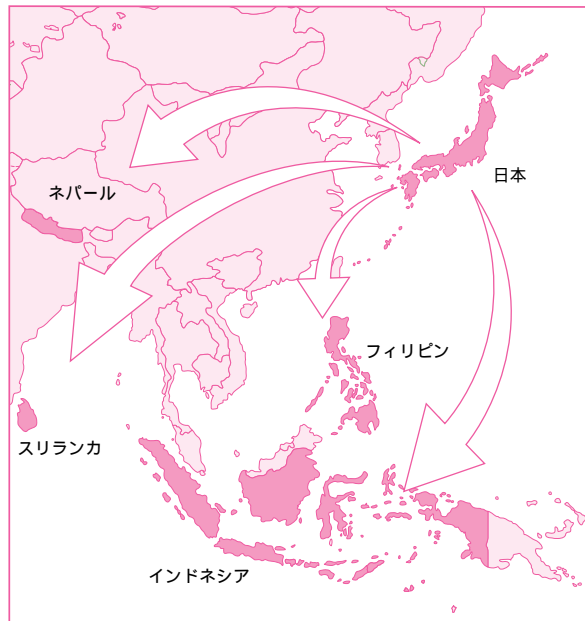 ネパール
日本
フィリピン
スリランカ
インドネシア